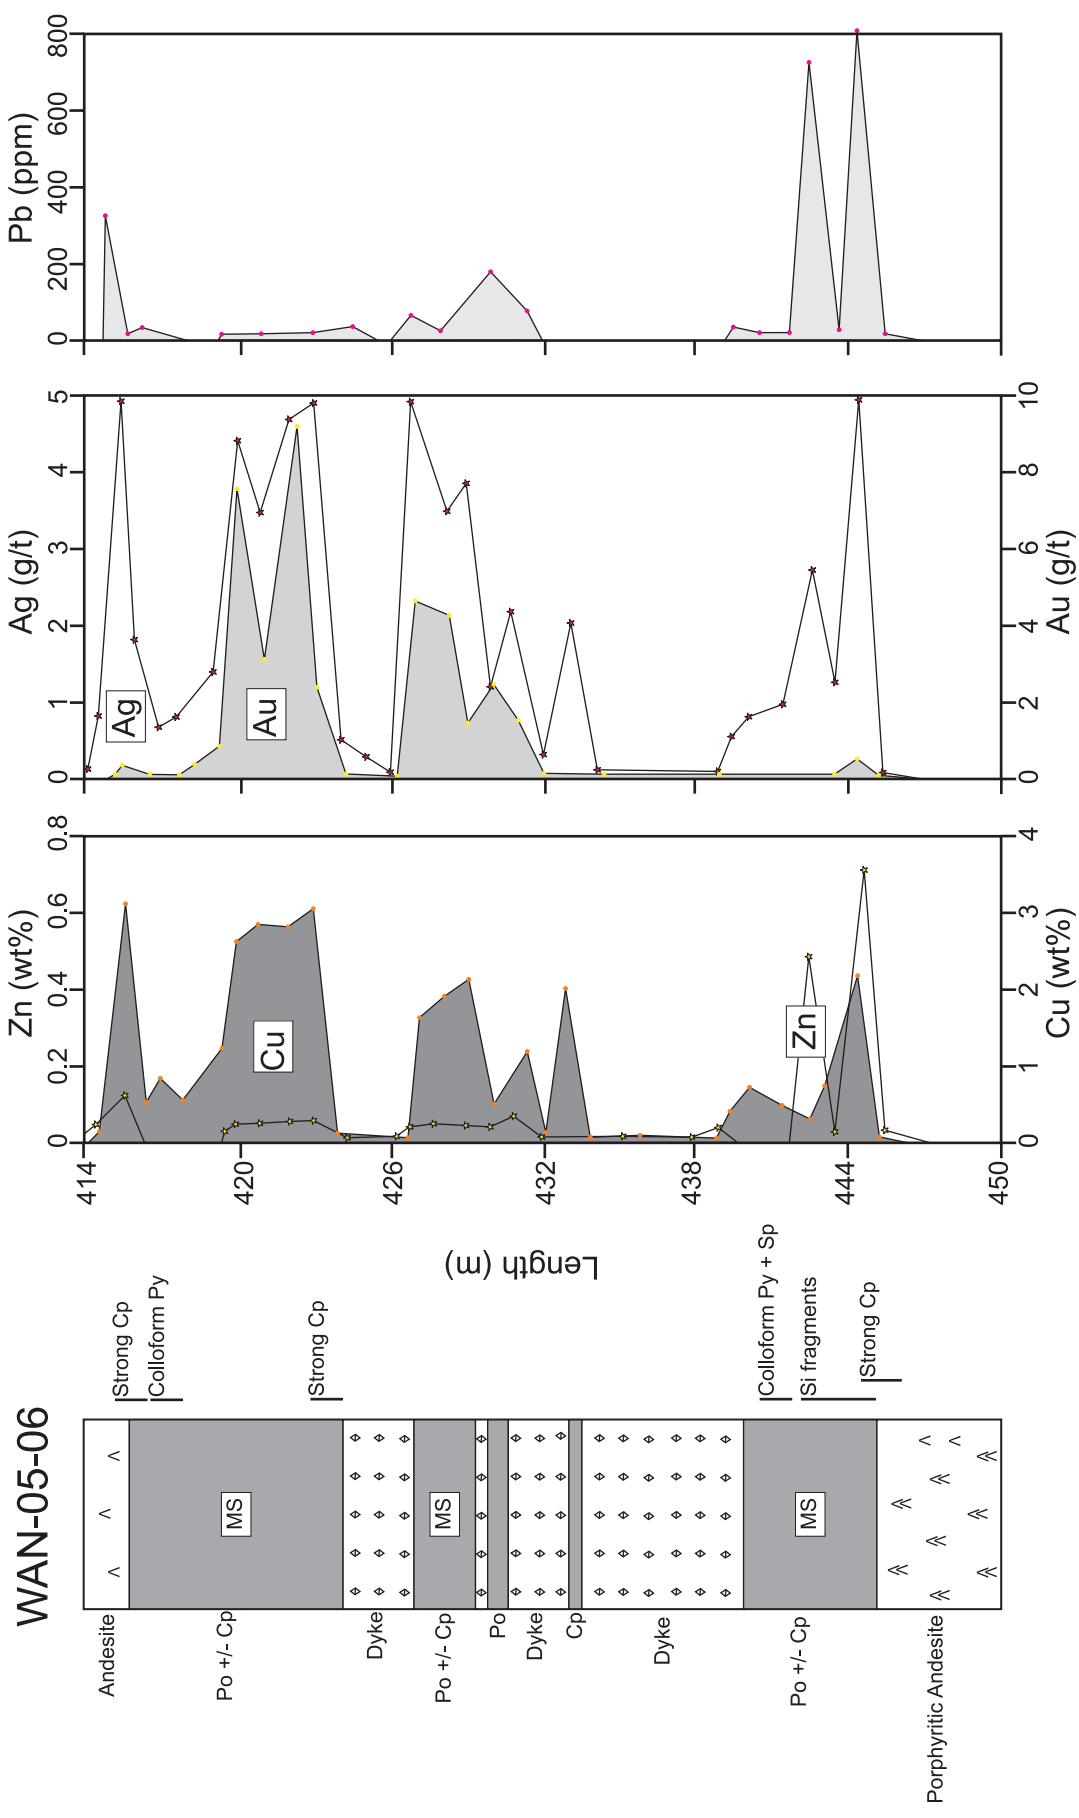 WAN-05-06
Andesite
Po +/- Cp
Dyke
Po +/- Cp
Po
Dyke
Cp
Dyke
Po +/- Cp
Porphyritic Andesite
MS
MS
MS
Strong Cp
Colloform Py
Strong Cp
Colloform Py + Sp
Si fragments
Strong Cp
Length (m)
414
420
426
432
438
444
450
Zn (wt%)
0
0.2
0.4
0.6
0.8
Cu
Zn
Cu (wt%)
0
1
2
3
4
Ag (g/t)
0
1
2
3
4
5
Ag
Au
Au (g/t)
0
2
4
6
8
10
Pb (ppm)
0
200
400
600
800